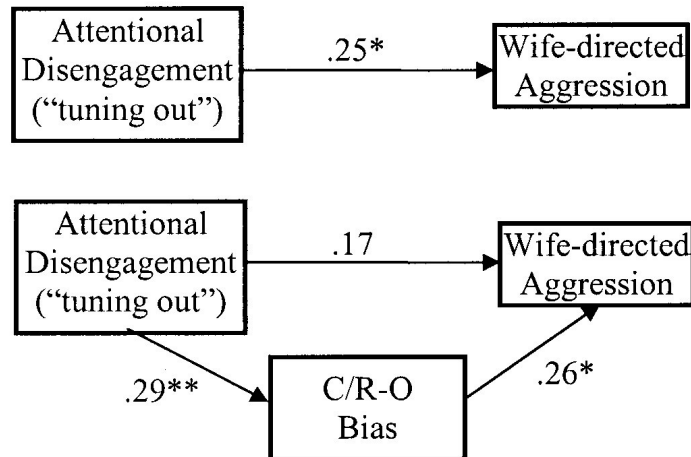 Attentional
Disengagement
(“tuning out”)
.25*
Wife-directed
Aggression
Attentional
Disengagement
(“tuning out”)
.17
Wife-directed
Aggression
.29**
C/R-O
Bias
.26*